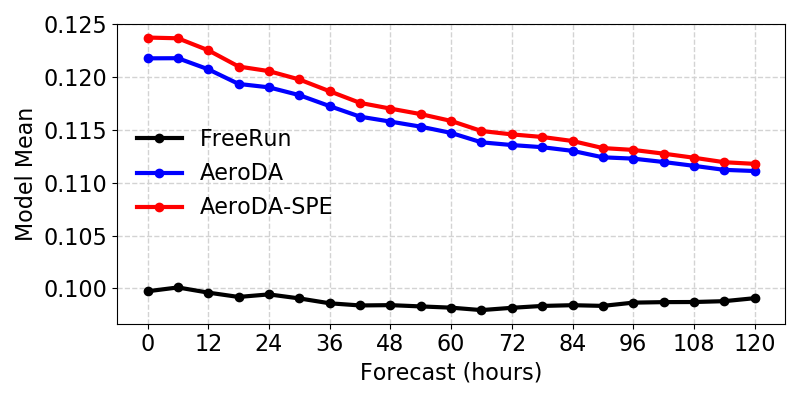 0.125
0.120
0.115
0.110
0.105
0.100
Model Mean
FreeRun
AeroDA
AeroDA-SPE
0 12 24 36 48 60 72 84 96 108 120
Forecast (hours)